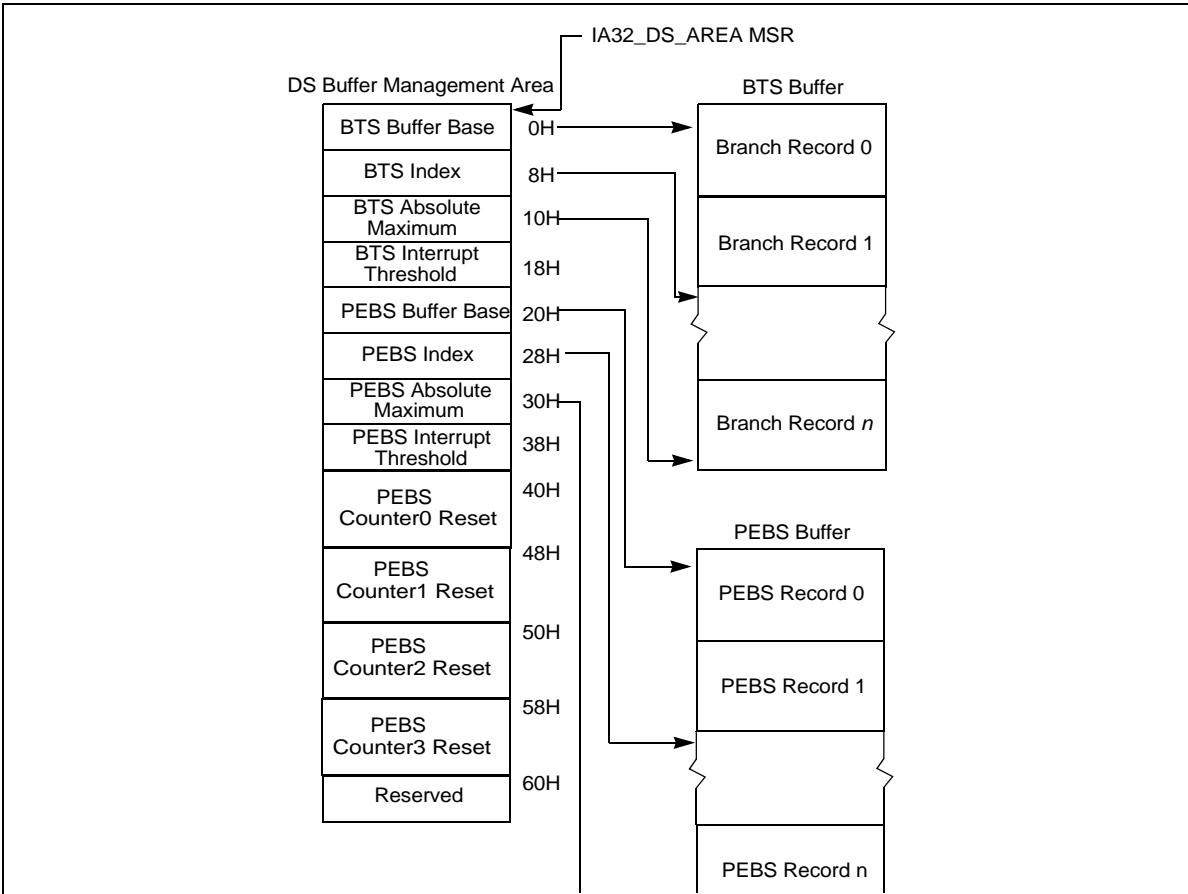 IA32_DS_AREA MSR
DS Buffer Management Area
BTS Buffer Base
0H
BTS Index
8H
BTS Absolute
Maximum
10H
BTS Interrupt
Threshold
18H
PEBS Buffer Base
20H
PEBS Index
28H
PEBS Absolute
Maximum
30H
PEBS Interrupt
Threshold
38H
PEBS
Counter0 Reset
40H
PEBS
Counter1 Reset
48H
PEBS
Counter2 Reset
50H
PEBS
Counter3 Reset
58H
Reserved
60H
BTS Buffer
Branch Record 0
Branch Record 1
Branch Record n
PEBS Buffer
PEBS Record 0
PEBS Record 1
PEBS Record n